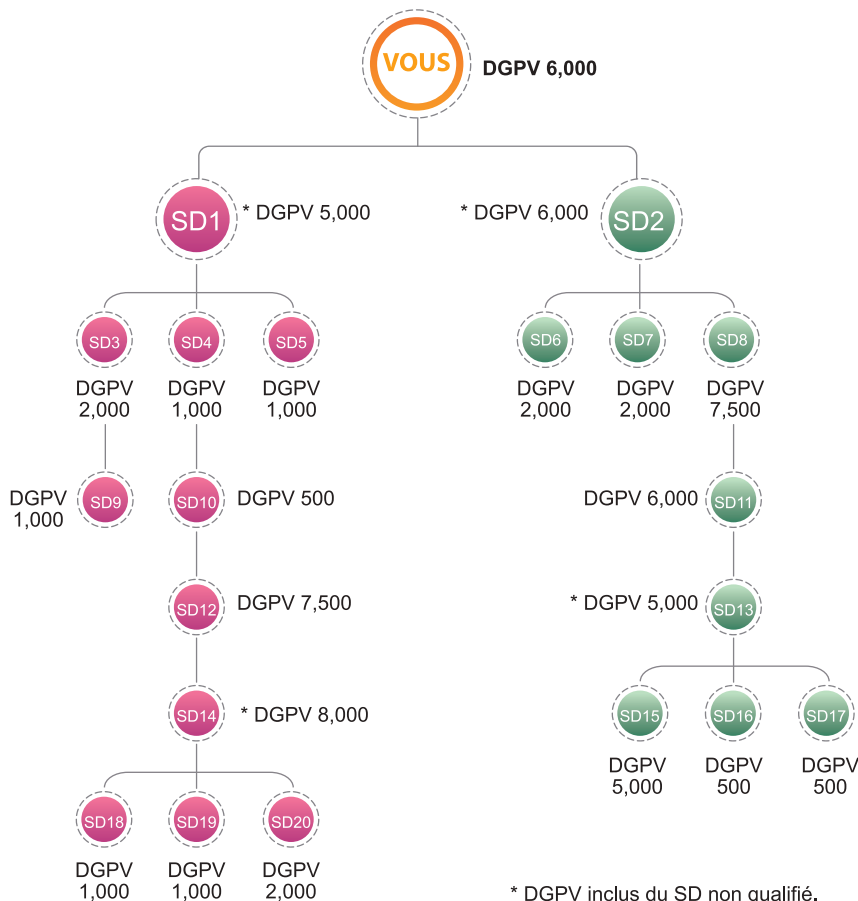 VOUS
DGPV 6,000
SD1
* DGPV 5,000
* DGPV 6,000
SD2
SD3
SD4
SD5
SD6
SD7
SD8
DGPV
2,000
DGPV
1,000
DGPV
1,000
DGPV
2,000
DGPV
2,000
DGPV
7,500
DGPV
1,000
SD9
SD10
DGPV 500
DGPV 6,000
SD11
SD12
DGPV 7,500
* DGPV 5,000
SD13
SD14
* DGPV 8,000
SD15
SD16
SD17
DGPV
5,000
DGPV
500
DGPV
500
SD18
SD19
SD20
DGPV
1,000
DGPV
1,000
DGPV
2,000
* DGPV inclus du SD non qualifié.